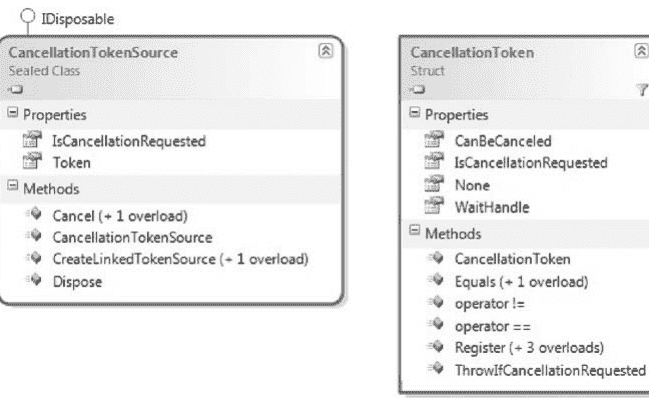 IDisposable
CancellationTokenSource
Sealed Class
Properties
IsCancellationRequested
Token
Methods
Cancel (+ 1 overload)
CancellationTokenSource
CreateLinkedTokenSource (+ 1 overload)
Dispose
CancellationToken
Struct
Properties
CanBeCanceled
IsCancellationRequested
None
WaitHandle
Methods
CancellationToken
Equals (+ 1 overload)
operator !=
operator ==
Register (+ 3 overloads)
ThrowIfCancellationRequested